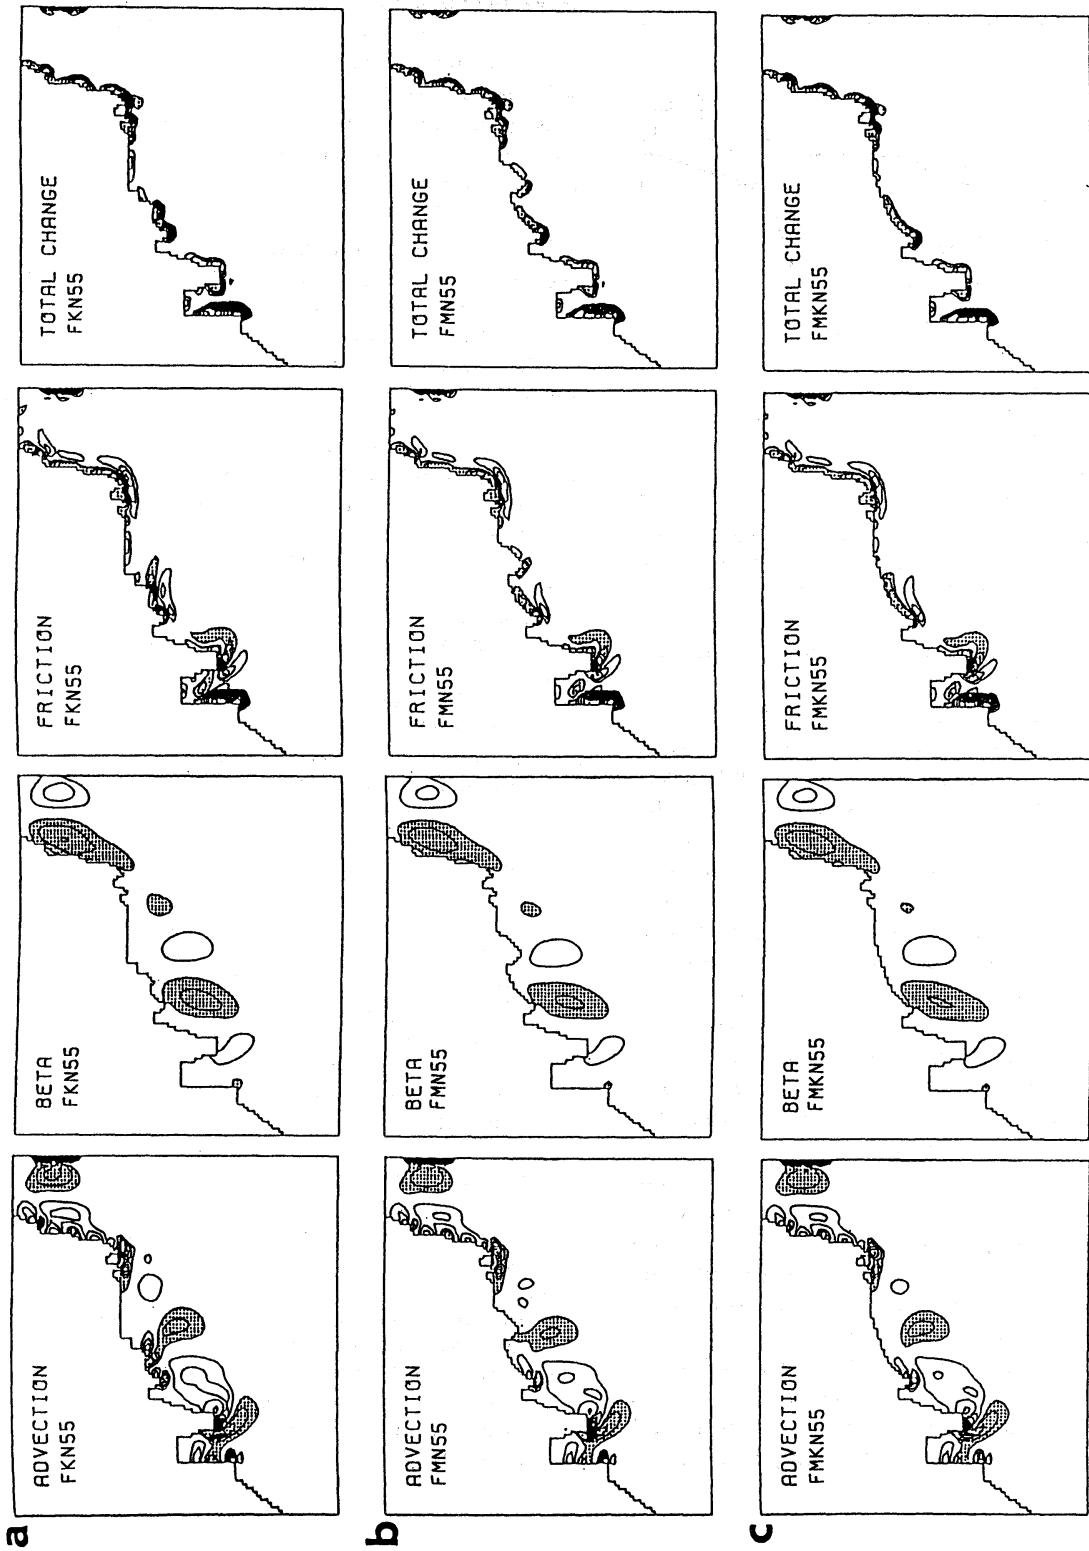 a
TOTAL CHANGE
FKN55
FRICTION
FKN55
BETA
FKN55
ADVECTION
FKN55
b
TOTAL CHANGE
FMN55
FRICTION
FMN55
BETA
FMN55
ADVECTION
FMN55
c
TOTAL CHANGE
FMKN55
FRICTION
FMKN55
BETA
FMKN55
ADVECTION
FMKN55